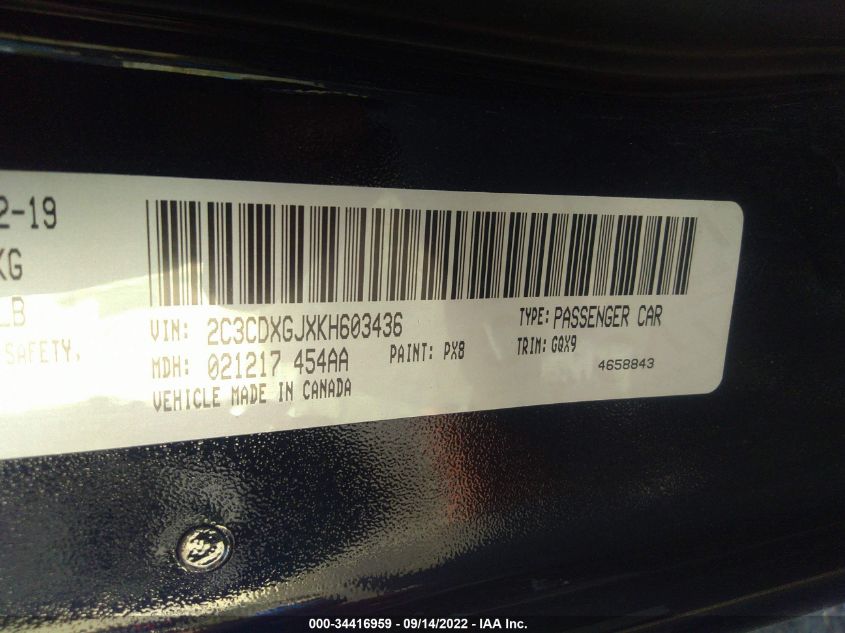 2-19
KG
LB
SAFETY,
VIN: 2C3CDXGJXKH603436
TYPE: PASSENGER CAR
MDH: 021217 454AA
PAINT: PX8
TRIM: GQX9
VEHICLE MADE IN CANADA
4658843
000-34416959 - 09/14/2022 - IAA Inc.